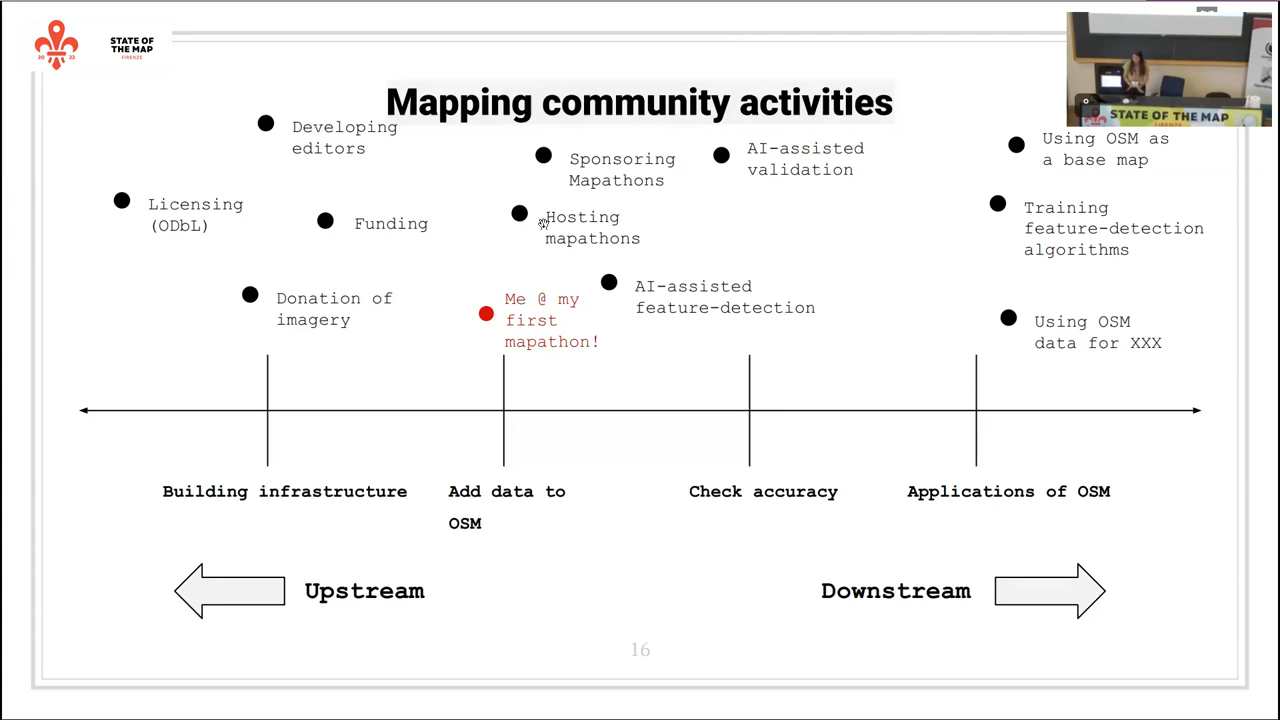 20 22
STATE OF
THE MAP
FIRENZE
Mapping community activities
STATE OF THE MAP
FIRENZE
Developing
editors
Sponsoring
Mapathons
AI-assisted
validation
Using OSM as
a base map
Licensing
(ODbL)
Funding
Hosting
mapathons
Training
feature-detection
algorithms
Donation of
imagery
Me @ my
first
mapathon!
AI-assisted
feature-detection
Using OSM
data for XXX
Building infrastructure
Add data to
OSM
Check accuracy
Applications of OSM
Upstream
Downstream
16